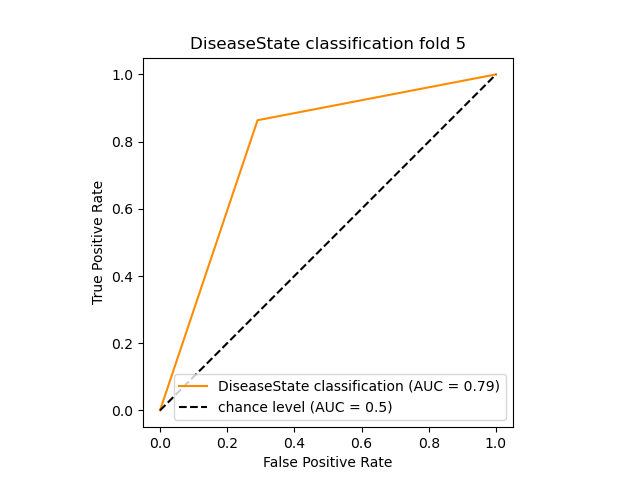 DiseaseState classification fold 5
1.0
0.8
0.6
0.4
0.2
0.0
True Positive Rate
DiseaseState classification (AUC = 0.79)
chance level (AUC = 0.5)
0.0 0.2 0.4 0.6 0.8 1.0
False Positive Rate